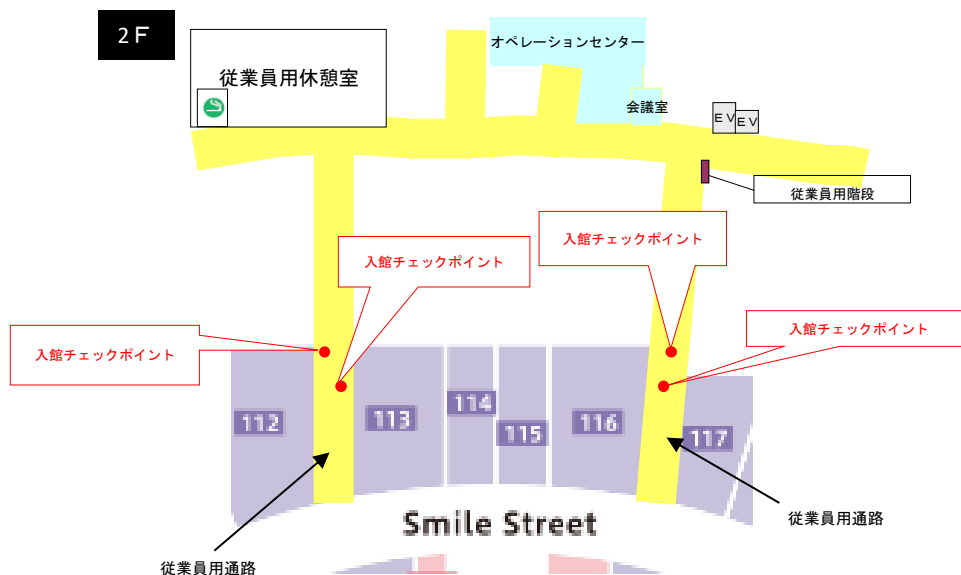 2F
オペレーションセンター
従業員用休憩室
会議室
EV
EV
従業員用階段
入館チェックポイント
入館チェックポイント
入館チェックポイント
入館チェックポイント
112
113
114
115
116
117
Smile Street
従業員用通路
従業員用通路